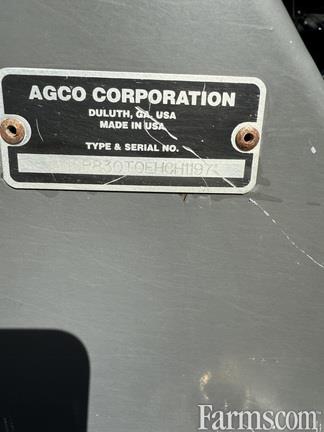 AGCO CORPORATION
DULUTH, GA. USA
MADE IN USA
TYPE & SERIAL NO.
Farms.com